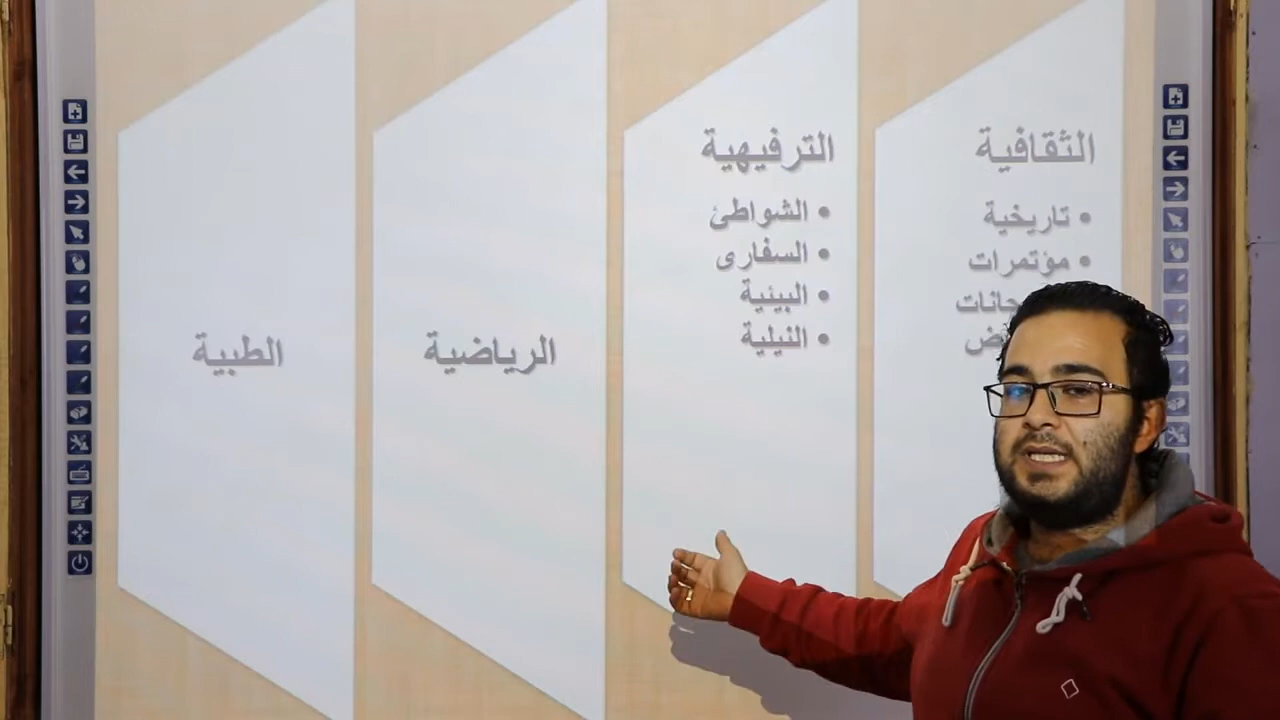 الثقافية
• تاريخية
• مؤتمرات
الترفيهية
• الشواطئ
• السفارى
• البيئية
• النيلية
الرياضية
الطبية